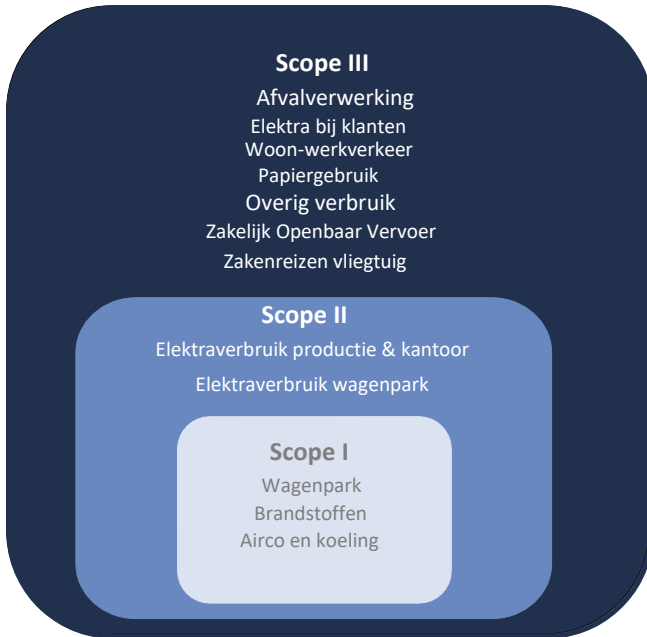 Scope III
Afvalverwerking
Elektra bij klanten
Woon-werkverkeer
Papiergebruik
Overig verbruik
Zakelijk Openbaar Vervoer
Zakenreizen vliegtuig
Scope II
Elektraverbruik productie & kantoor
Elektraverbruik wagenpark
Scope I
Wagenpark
Brandstoffen
Airco en koeling